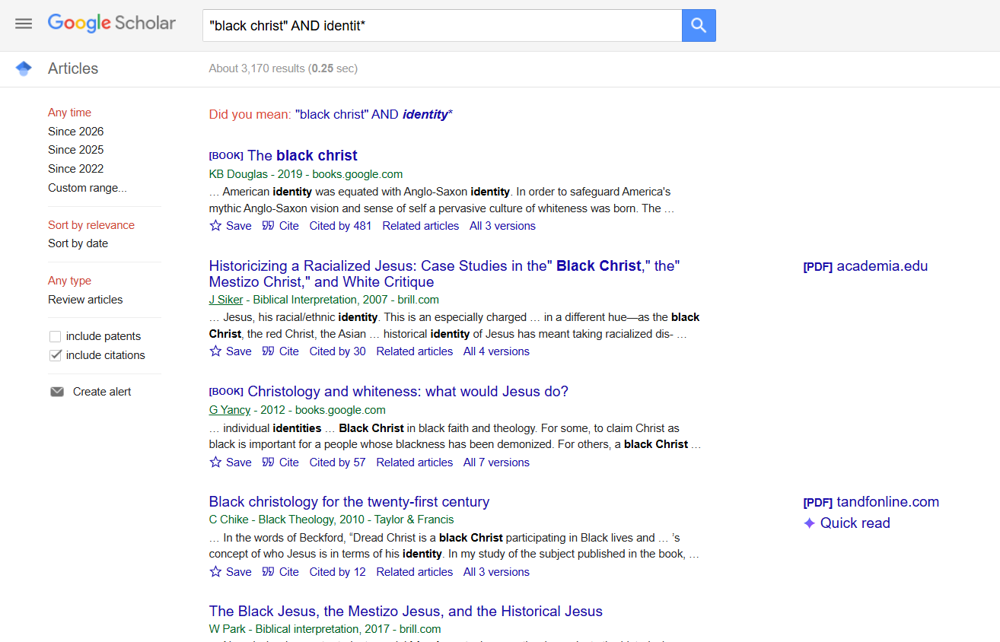 Google Scholar
"black christ" AND identit*
Articles
About 3,170 results (0.25 sec)
Any time
Since 2026
Since 2025
Since 2022
Custom range...
Sort by relevance
Sort by date
Any type
Review articles
include patents
include citations
Create alert
Did you mean: "black christ" AND identity*
[BOOK] The black christ
KB Douglas - 2019 - books.google.com
… American identity was equated with Anglo-Saxon identity. In order to safeguard America's
mythic Anglo-Saxon vision and sense of self a pervasive culture of whiteness was born. The …
Save Cite Cited by 481 Related articles All 3 versions
Historicizing a Racialized Jesus: Case Studies in the" Black Christ," the"
Mestizo Christ," and White Critique
J Siker - Biblical Interpretation, 2007 - brill.com
… Jesus, his racial/ethnic identity. This is an especially charged … in a different hue—as the black
Christ, the red Christ, the Asian … historical identity of Jesus has meant taking racialized dis- …
Save Cite Cited by 30 Related articles All 4 versions
[PDF] academia.edu
[BOOK] Christology and whiteness: what would Jesus do?
G Yancy - 2012 - books.google.com
… individual identities … Black Christ in black faith and theology. For some, to claim Christ as
black is important for a people whose blackness has been demonized. For others, a black Christ …
Save Cite Cited by 57 Related articles All 7 versions
Black christology for the twenty-first century
C Chike - Black Theology, 2010 - Taylor & Francis
… In the words of Beckford, “Dread Christ is a black Christ participating in Black lives and … 's
concept of who Jesus is in terms of his identity. In my study of the subject published in the book, …
Save Cite Cited by 12 Related articles All 3 versions
[PDF] tandfonline.com
Quick read
The Black Jesus, the Mestizo Jesus, and the Historical Jesus
W Park - Biblical interpretation, 2017 - brill.com